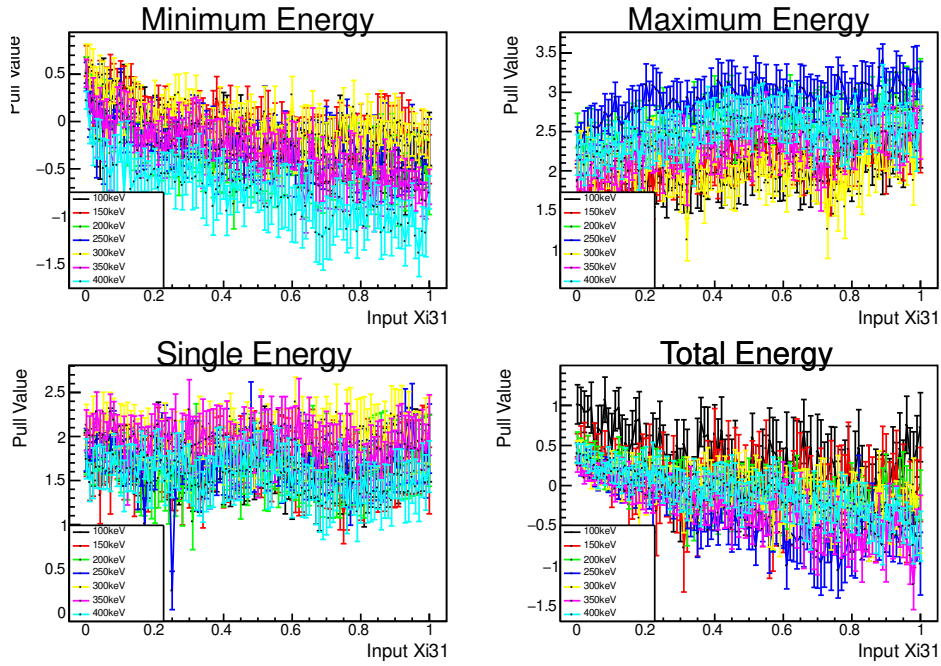 Minimum Energy
Pull Value
0.5
0
−0.5
−1
−1.5
100keV
150keV
200keV
250keV
300keV
350keV
400keV
0 0.2 0.4 0.6 0.8 1
Input Xi31
Maximum Energy
Pull Value
3.5
3
2.5
2
1.5
1
100keV
150keV
200keV
250keV
300keV
350keV
400keV
0 0.2 0.4 0.6 0.8 1
Input Xi31
Single Energy
Pull Value
2.5
2
1.5
1
0.5
0
100keV
150keV
200keV
250keV
300keV
350keV
400keV
0 0.2 0.4 0.6 0.8 1
Input Xi31
Total Energy
Pull Value
1
0.5
0
−0.5
−1
−1.5
100keV
150keV
200keV
250keV
300keV
350keV
400keV
0 0.2 0.4 0.6 0.8 1
Input Xi31